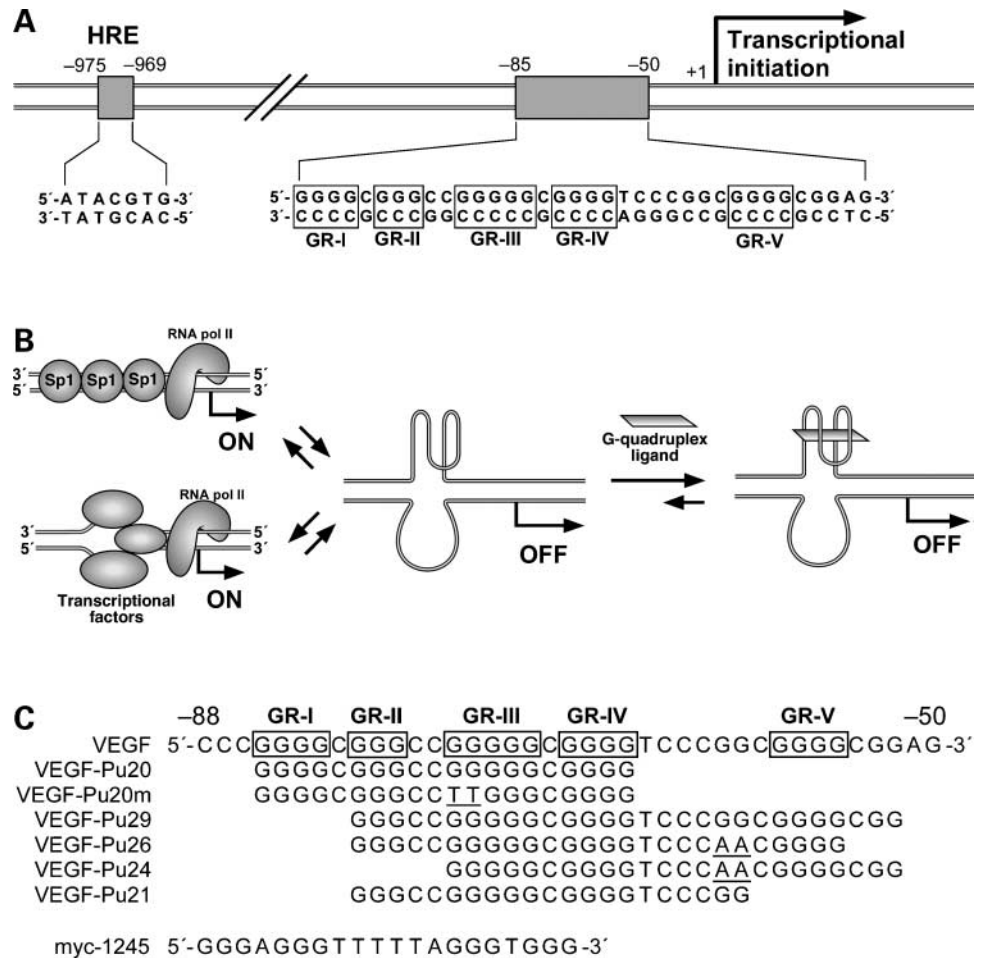 A
HRE
–975 –969
–85 –50
+1
Transcriptional
initiation
5´-ATACGTG-3´
3´-TATGCAC-5´
5´-GGGGCGGGCCGGGGGCGGGGTCCCGGCGGGGCGGAG-3´
3´-CCCCGCCCGGCCCCCGCCCCAGGGCCGCCCCGCCTC-5´
GR-I GR-II GR-III GR-IV GR-V
B
RNA pol II
3´ Sp1 Sp1 Sp1 5´
5´ 3´
ON
RNA pol II
3´ 5´
5´ 3´
ON
Transcriptional
factors
OFF
G-quadruplex
ligand
OFF
C
–88 GR-I GR-II GR-III GR-IV GR-V –50
VEGF 5´-CCCGGGGCGGGCCGGGGGCGGGGTCCCGGCGGGGCGGAG-3´
VEGF-Pu20 GGGGCGGGCCGGGGGCGGGG
VEGF-Pu20m GGGGCGGGCCTTGGGCGGGG
VEGF-Pu29 GGGCCGGGGGCGGGGTCCCGGCGGGGCGG
VEGF-Pu26 GGGCCGGGGGCGGGGTCCCAACGGGG
VEGF-Pu24 GGGGGCGGGGTCCCAACGGGGCGG
VEGF-Pu21 GGGCCGGGGGCGGGGTCCCGG
myc-1245 5´-GGGAGGGTTTTTAGGGTGGG-3´